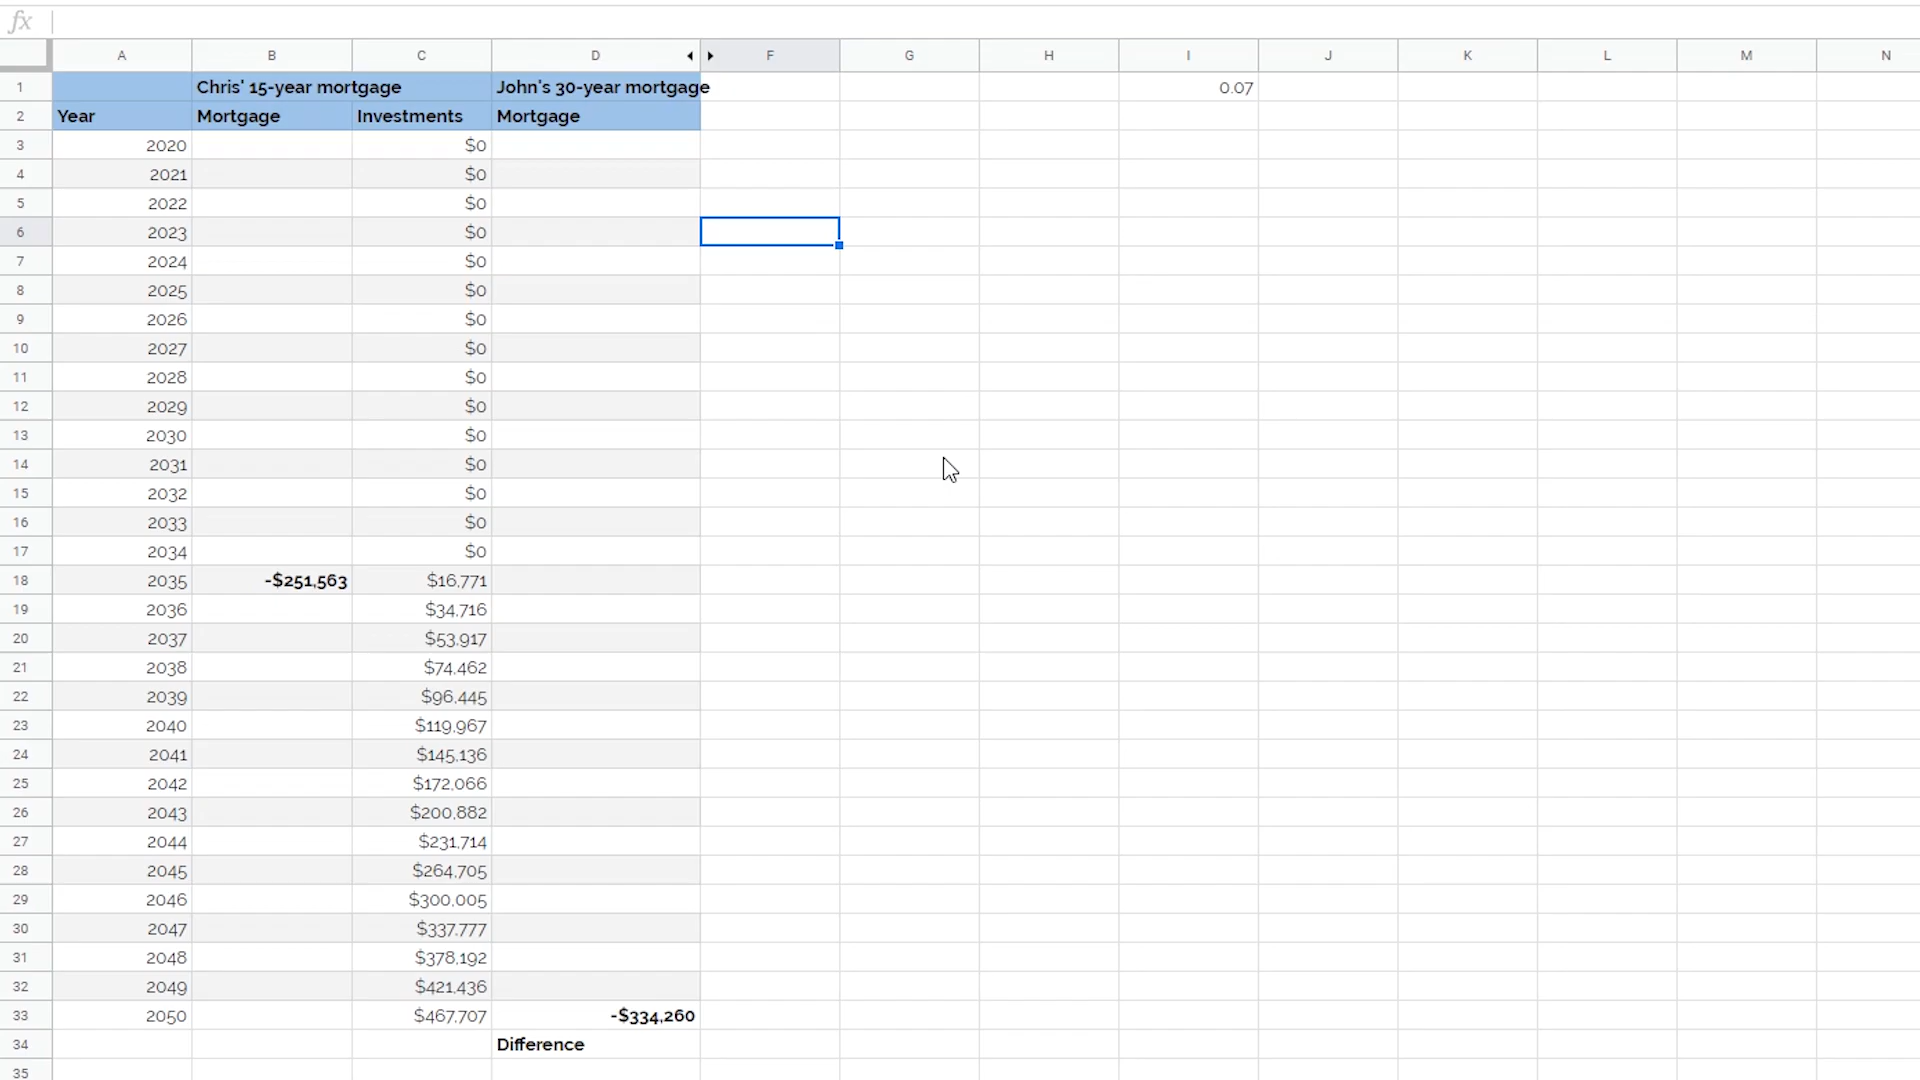 fx
A B C D F G H I J K L M N
1 Chris' 15-year mortgage John's 30-year mortgage 0.07
2 Year Mortgage Investments Mortgage
3 2020 $0
4 2021 $0
5 2022 $0
6 2023 $0
7 2024 $0
8 2025 $0
9 2026 $0
10 2027 $0
11 2028 $0
12 2029 $0
13 2030 $0
14 2031 $0
15 2032 $0
16 2033 $0
17 2034 $0
18 2035 -$251,563 $16,771
19 2036 $34,716
20 2037 $53,917
21 2038 $74,462
22 2039 $96,445
23 2040 $119,967
24 2041 $145,136
25 2042 $172,066
26 2043 $200,882
27 2044 $231,714
28 2045 $264,705
29 2046 $300,005
30 2047 $337,777
31 2048 $378,192
32 2049 $421,436
33 2050 $467,707 -$334,260
34 Difference
35